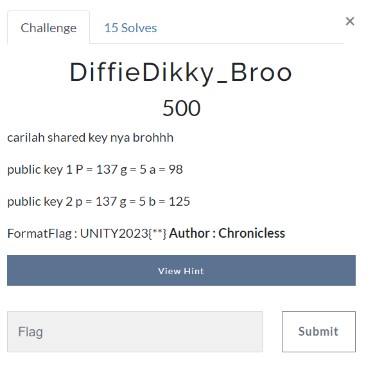 Challenge 15 Solves ×
DiffieDikky_Broo
500
carilah shared key nya brohhh
public key 1 P = 137 g = 5 a = 98
public key 2 p = 137 g = 5 b = 125
FormatFlag : UNITY2023{**} Author : Chronicless
View Hint
Flag Submit